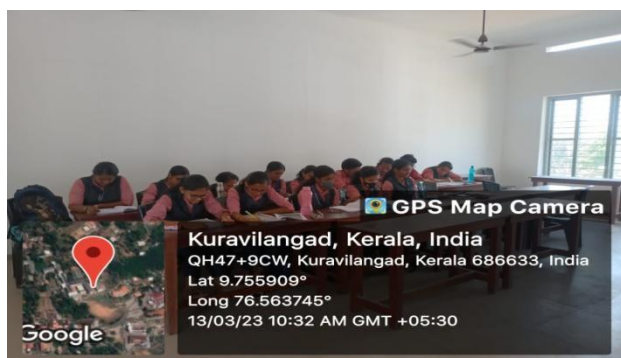 GPS Map Camera
Kuravilangad, Kerala, India
QH47+9CW, Kuravilangad, Kerala 686633, India
Lat 9.755909°
Long 76.563745°
13/03/23 10:32 AM GMT +05:30
Google